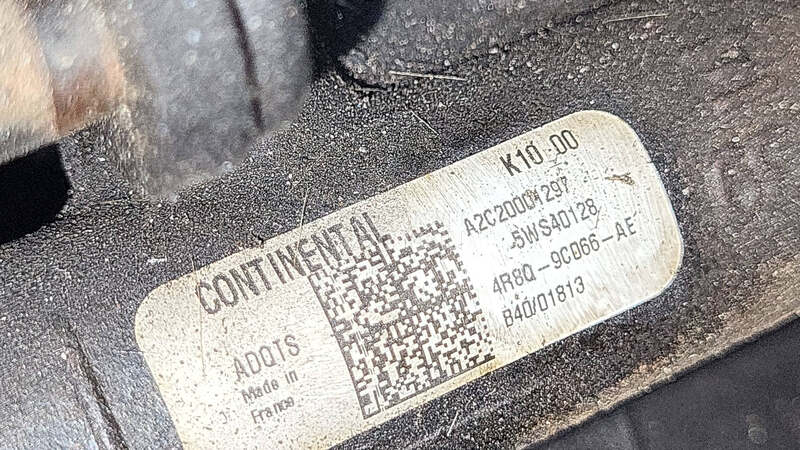 CONTINENTAL
ADQTS
Made in
France
K10 00
A2C20001297
5WS40128
4R8Q-9C066-AE
B40/01813